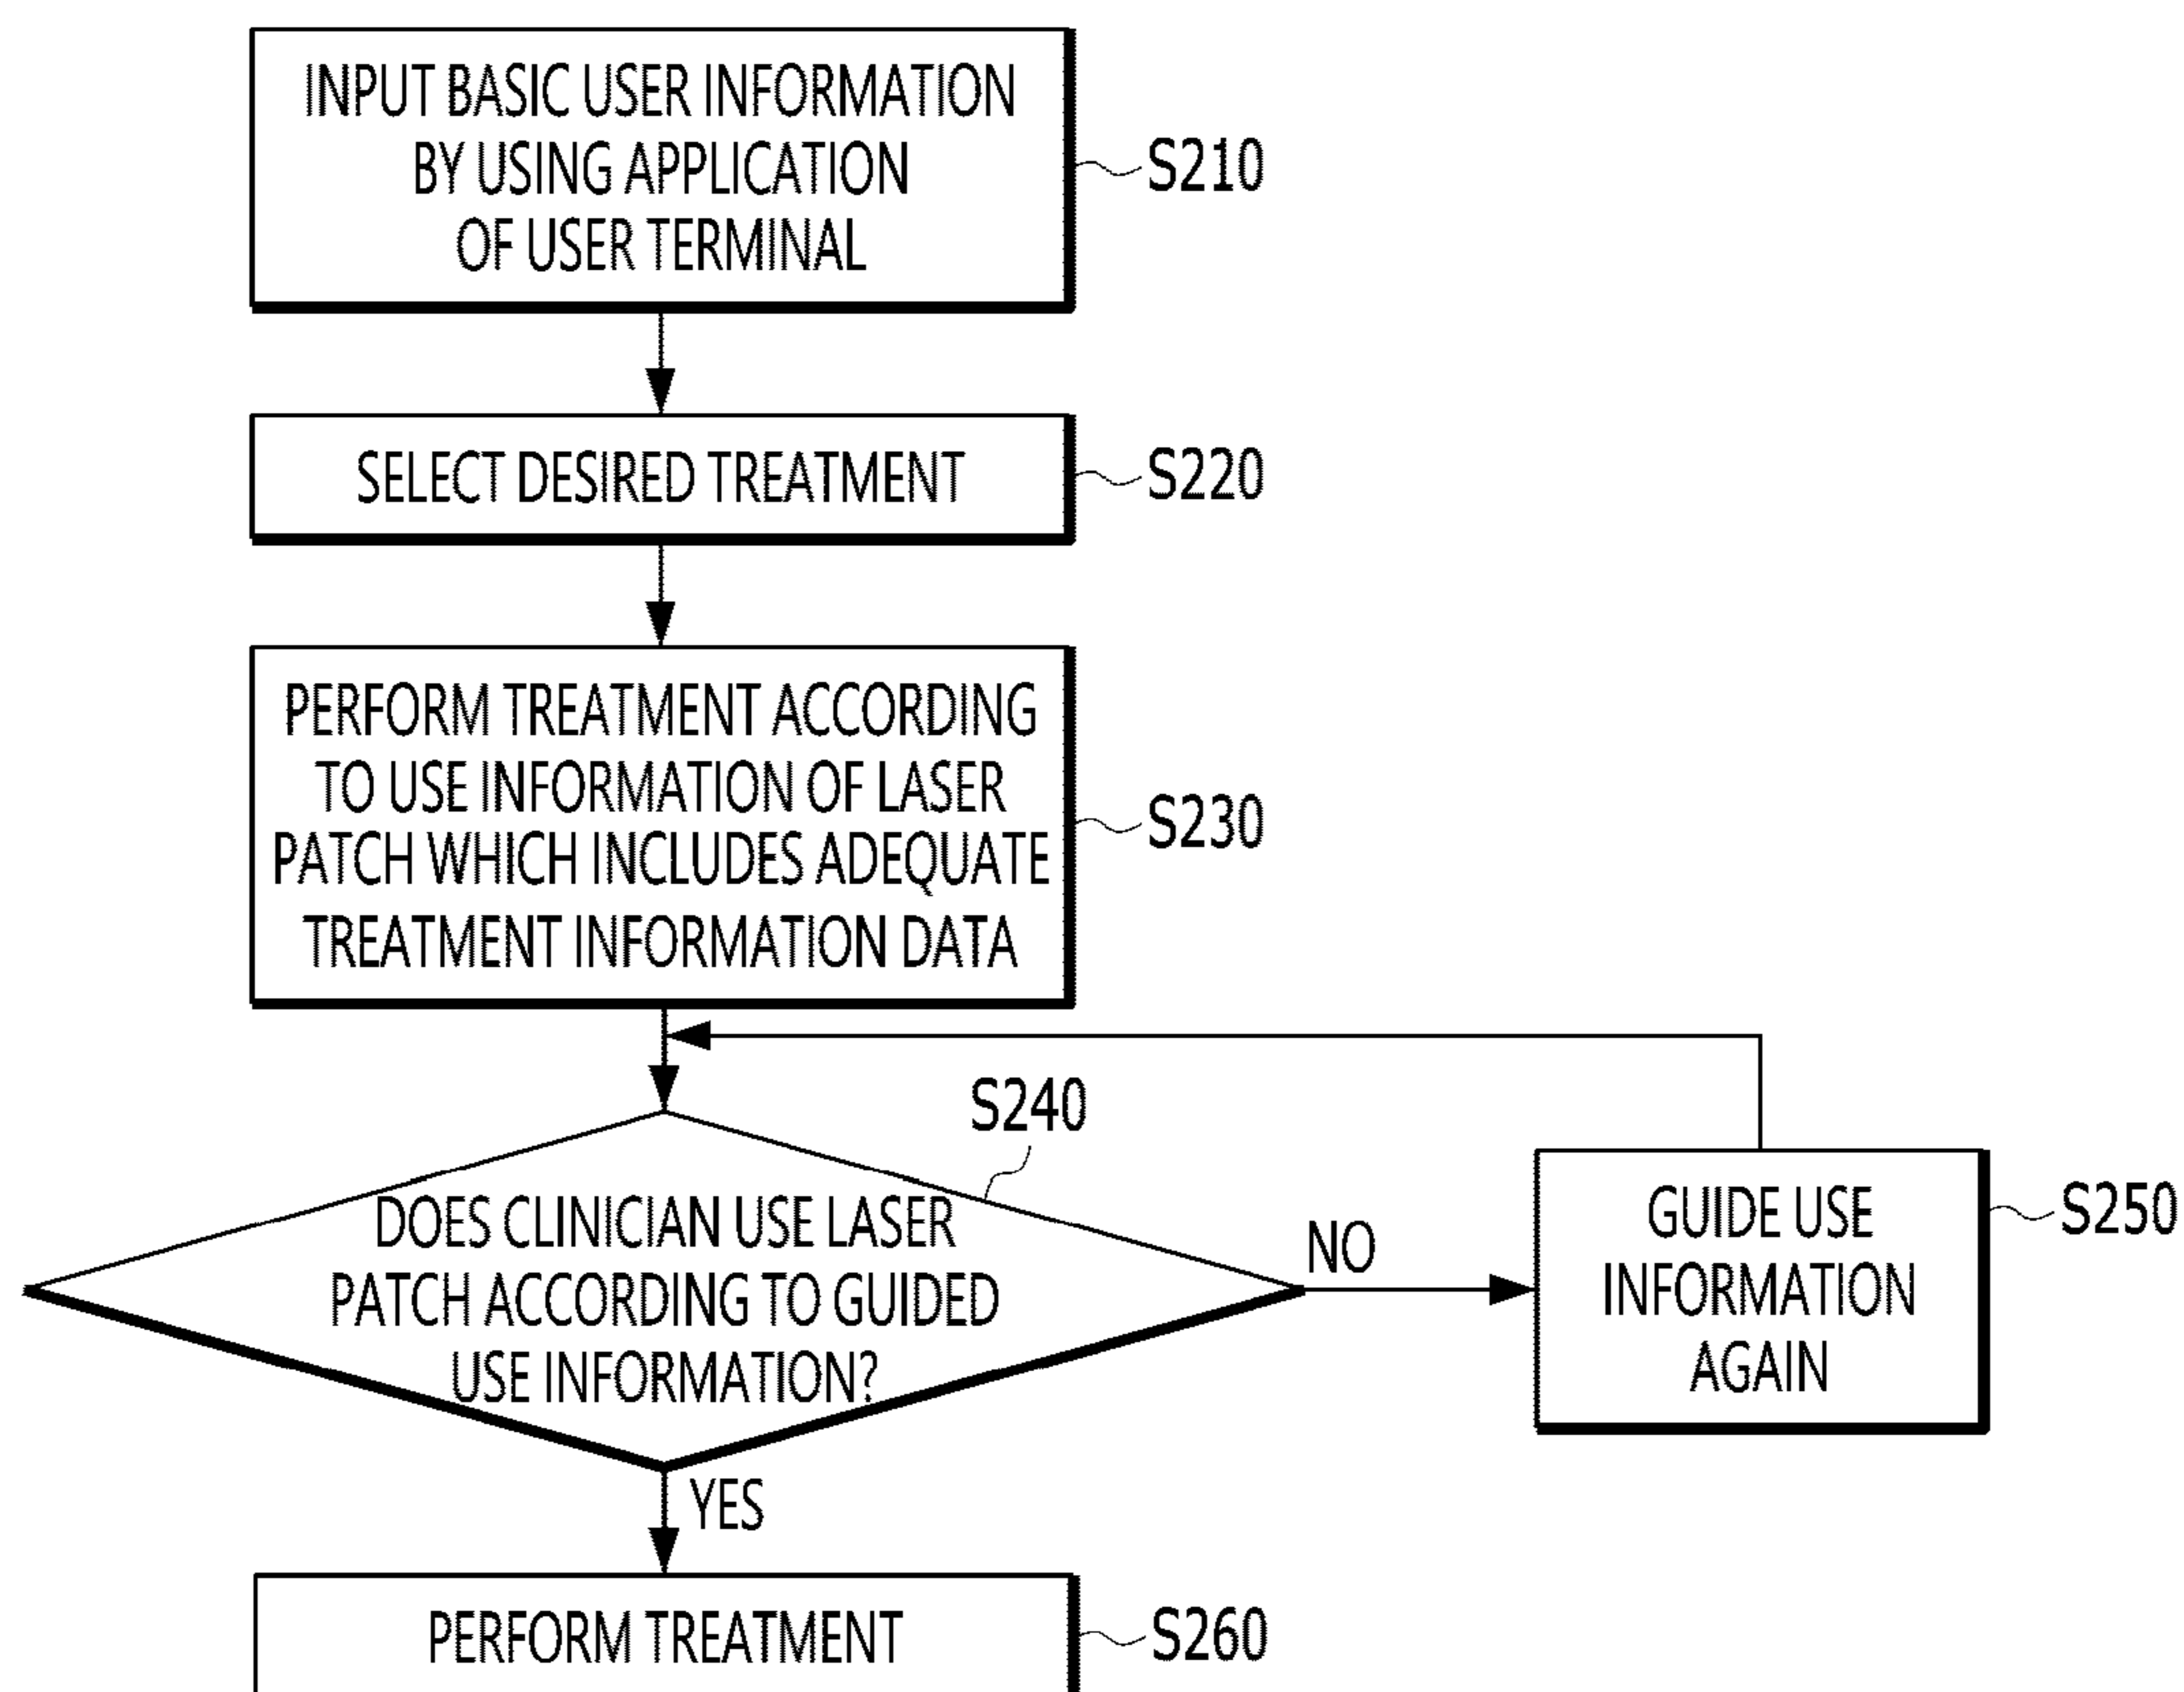 INPUT BASIC USER INFORMATION
BY USING APPLICATION
OF USER TERMINAL
S210
SELECT DESIRED TREATMENT
S220
PERFORM TREATMENT ACCORDING
TO USE INFORMATION OF LASER
PATCH WHICH INCLUDES ADEQUATE
TREATMENT INFORMATION DATA
S230
S240
DOES CLINICIAN USE LASER
PATCH ACCORDING TO GUIDED
USE INFORMATION?
NO
GUIDE USE
INFORMATION
AGAIN
S250
YES
PERFORM TREATMENT
S260